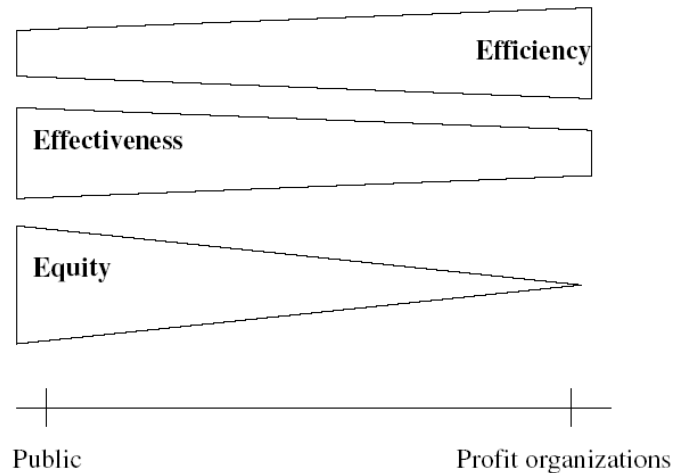 Efficiency
Effectiveness
Equity
Public
Profit organizations